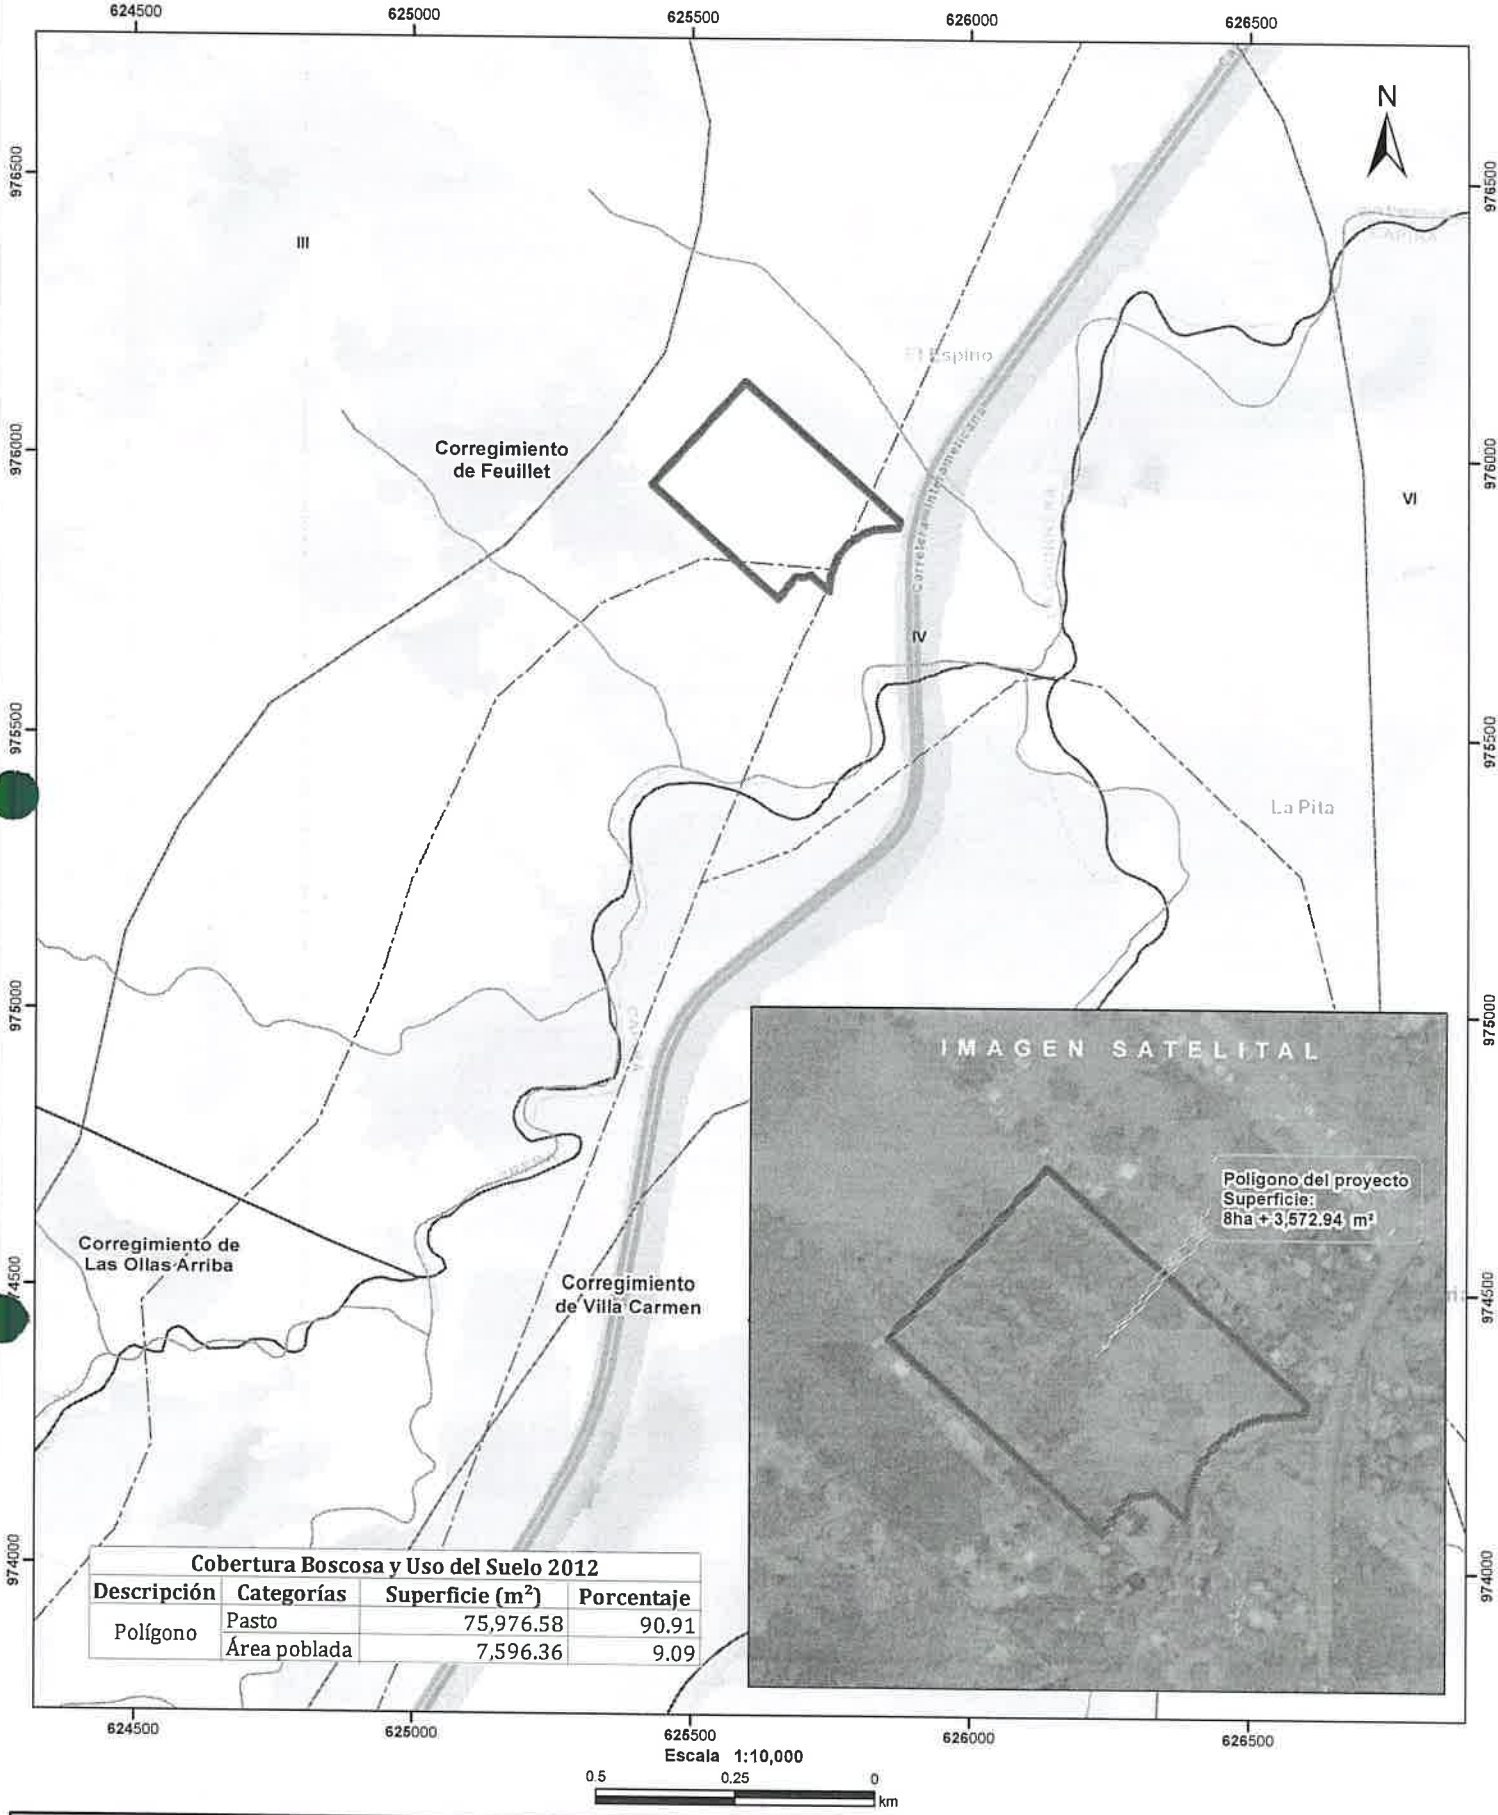 624500 625000 625500 626000 626500
N
976500 976500
III
El Espino
Corregimiento
de Feuillet
976000 976000
Carretera Interamericana
VI
IV
975500 975500
La Pita
975000 975000
IMAGEN SATELITAL
Polígono del proyecto
Superficie:
8ha + 3,572.94 m²
Corregimiento de
Las Ollas Arriba
Corregimiento
de Villa Carmen
974500
974000 974000
Cobertura Boscosa y Uso del Suelo 2012
Descripción Categorías Superficie (m²) Porcentaje
Polígono Pasto 75,976.58 90.91
Área poblada 7,596.36 9.09
624500 625000 625500 626000 626500
Escala 1:10,000
0.5 0.25 0
km